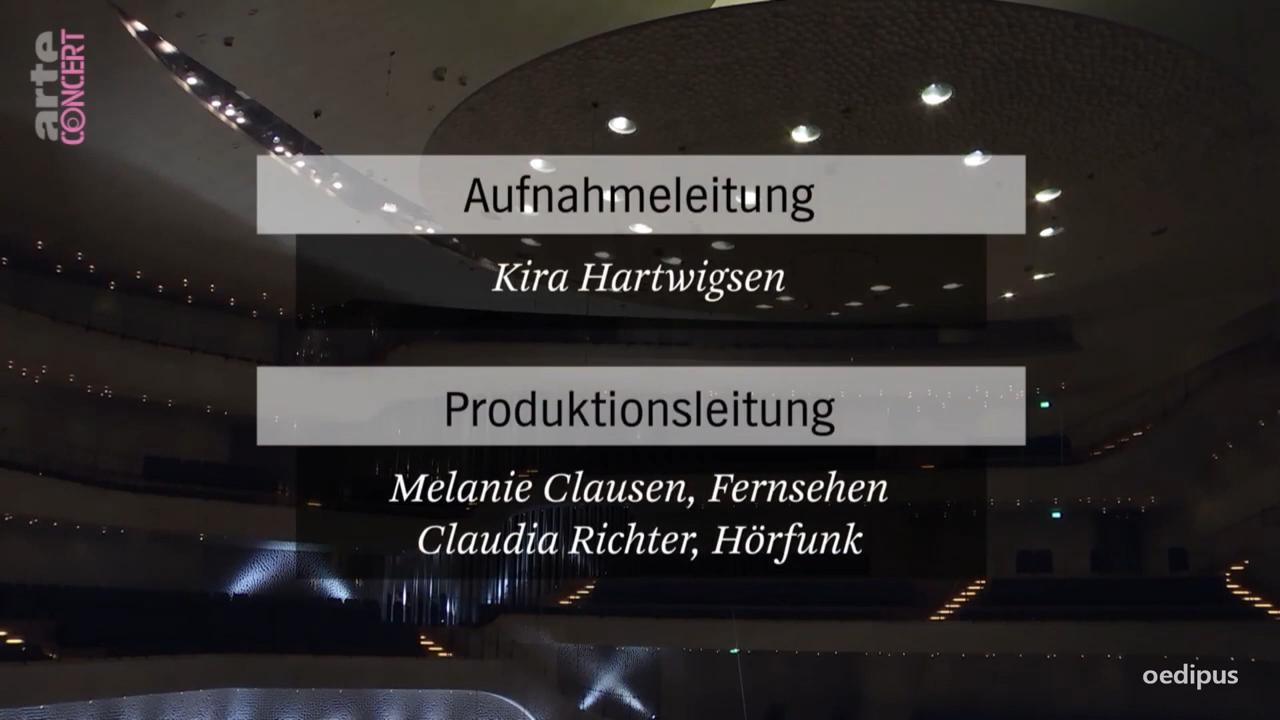 arte
CONCERT
Aufnahmeleitung
Kira Hartwigsen
Produktionsleitung
Melanie Clausen, Fernsehen
Claudia Richter, Hörfunk
oedipus